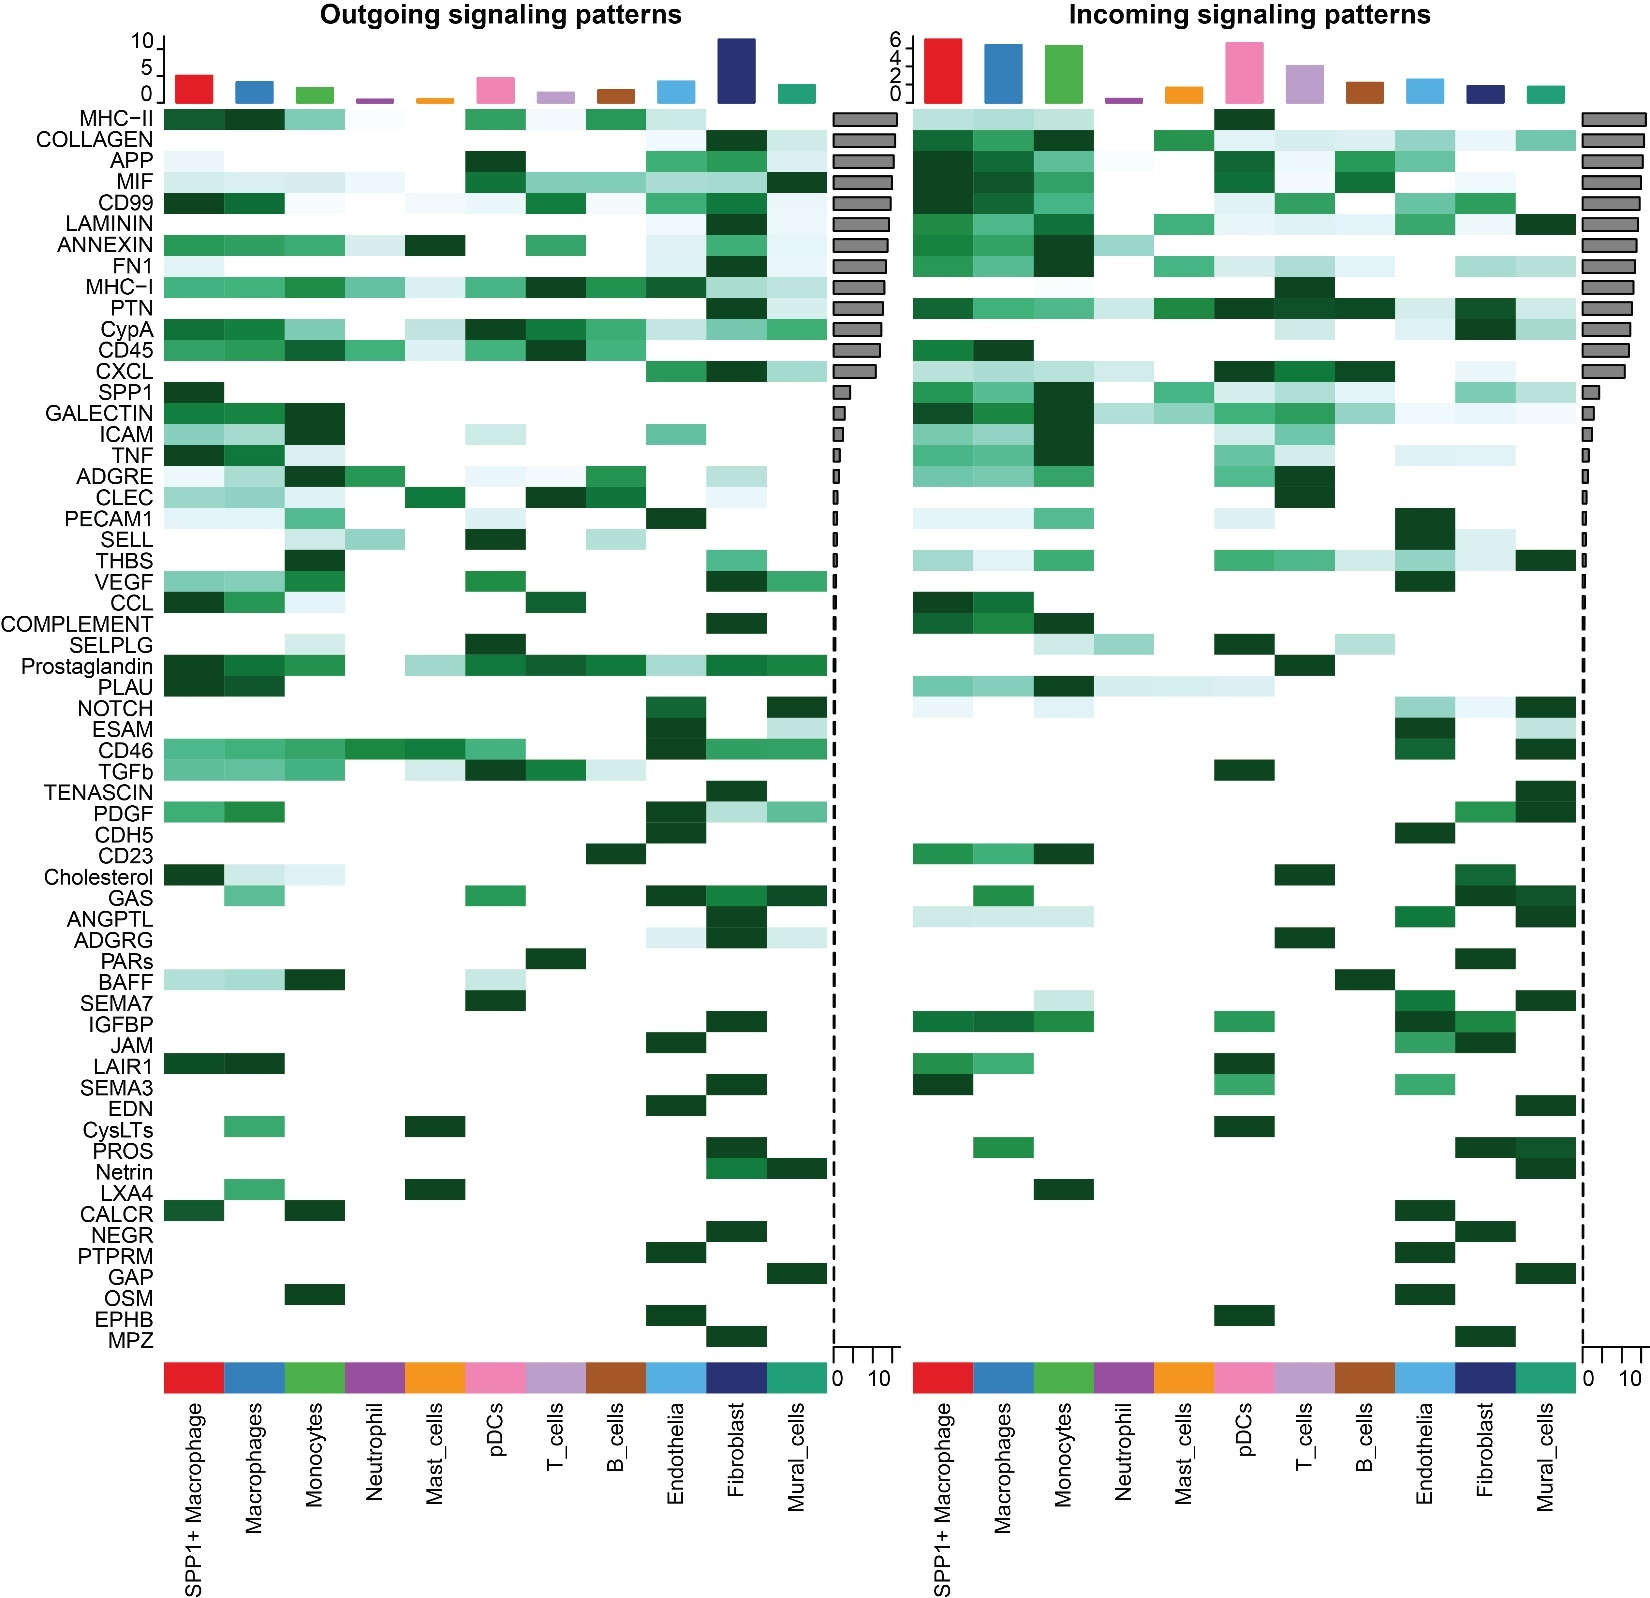 Outgoing signaling patterns
Incoming signaling patterns
10
5
0
6
4
2
0
MHC−II
COLLAGEN
APP
MIF
CD99
LAMININ
ANNEXIN
FN1
MHC−I
PTN
CypA
CD45
CXCL
SPP1
GALECTIN
ICAM
TNF
ADGRE
CLEC
PECAM1
SELL
THBS
VEGF
CCL
COMPLEMENT
SELPLG
Prostaglandin
PLAU
NOTCH
ESAM
CD46
TGFb
TENASCIN
PDGF
CDH5
CD23
Cholesterol
GAS
ANGPTL
ADGRG
PARs
BAFF
SEMA7
IGFBP
JAM
LAIR1
SEMA3
EDN
CysLTs
PROS
Netrin
LXA4
CALCR
NEGR
PTPRM
GAP
OSM
EPHB
MPZ
0 10
0 10
SPP1+ Macrophage
Macrophages
Monocytes
Neutrophil
Mast_cells
pDCs
T_cells
B_cells
Endothelia
Fibroblast
Mural_cells
SPP1+ Macrophage
Macrophages
Monocytes
Neutrophil
Mast_cells
pDCs
T_cells
B_cells
Endothelia
Fibroblast
Mural_cells